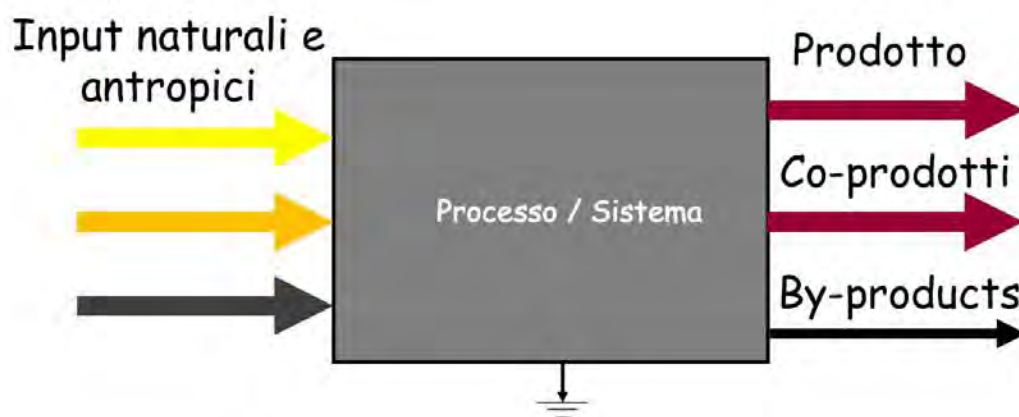 Input naturali e
antropici
Processo / Sistema
Prodotto
Co-prodotti
By-products